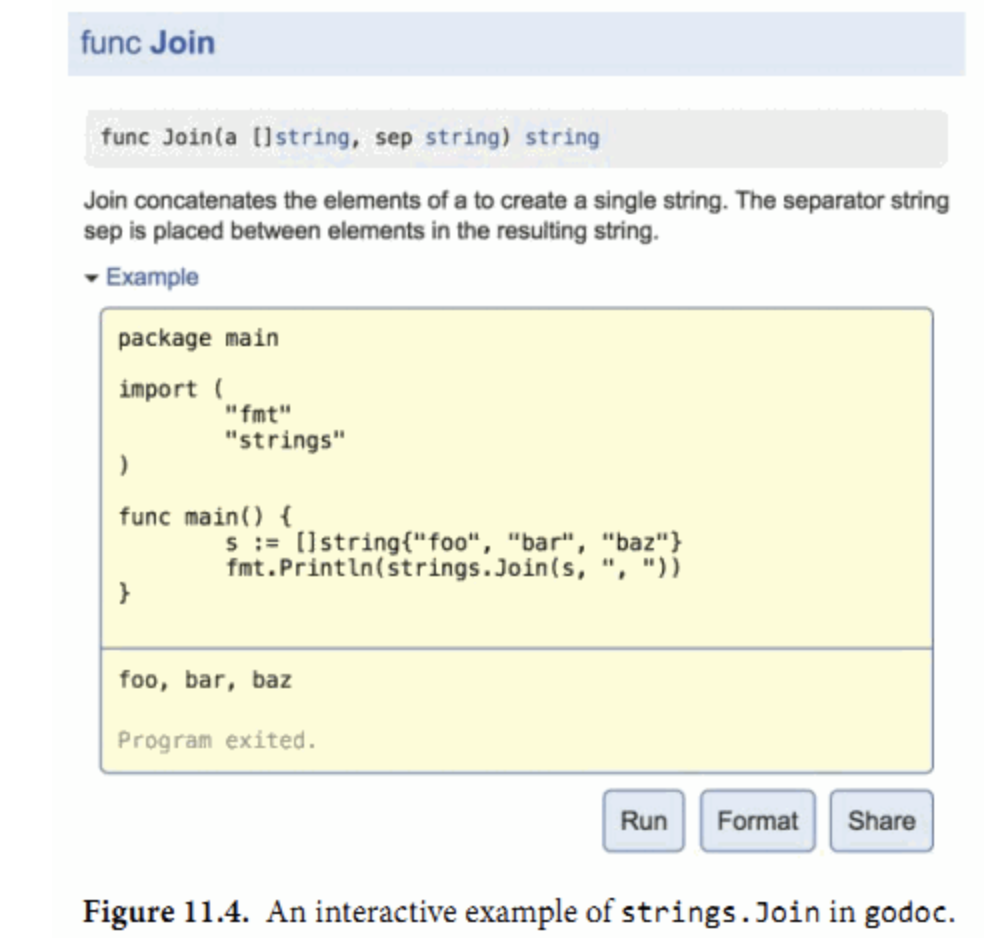 func Join
func Join(a []string, sep string) string
Join concatenates the elements of a to create a single string. The separator string
sep is placed between elements in the resulting string.
Example
package main
import (
"fmt"
"strings"
)
func main() {
s := []string{"foo", "bar", "baz"}
fmt.Println(strings.Join(s, ", "))
}
foo, bar, baz
Program exited.
Run Format Share
Figure 11.4. An interactive example of strings.Join in godoc.